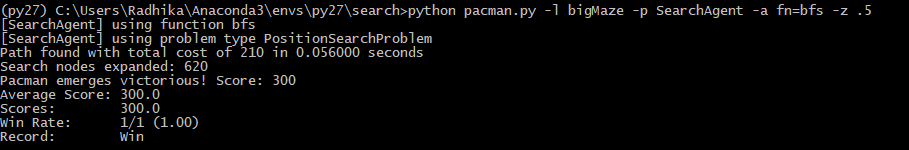 (py27) C:\Users\Radhika\Anaconda3\envs\py27\search>python pacman.py -l bigMaze -p SearchAgent -a fn=bfs -z .5
[SearchAgent] using function bfs
[SearchAgent] using problem type PositionSearchProblem
Path found with total cost of 210 in 0.056000 seconds
Search nodes expanded: 620
Pacman emerges victorious! Score: 300
Average Score: 300.0
Scores:        300.0
Win Rate:      1/1 (1.00)
Record:        Win